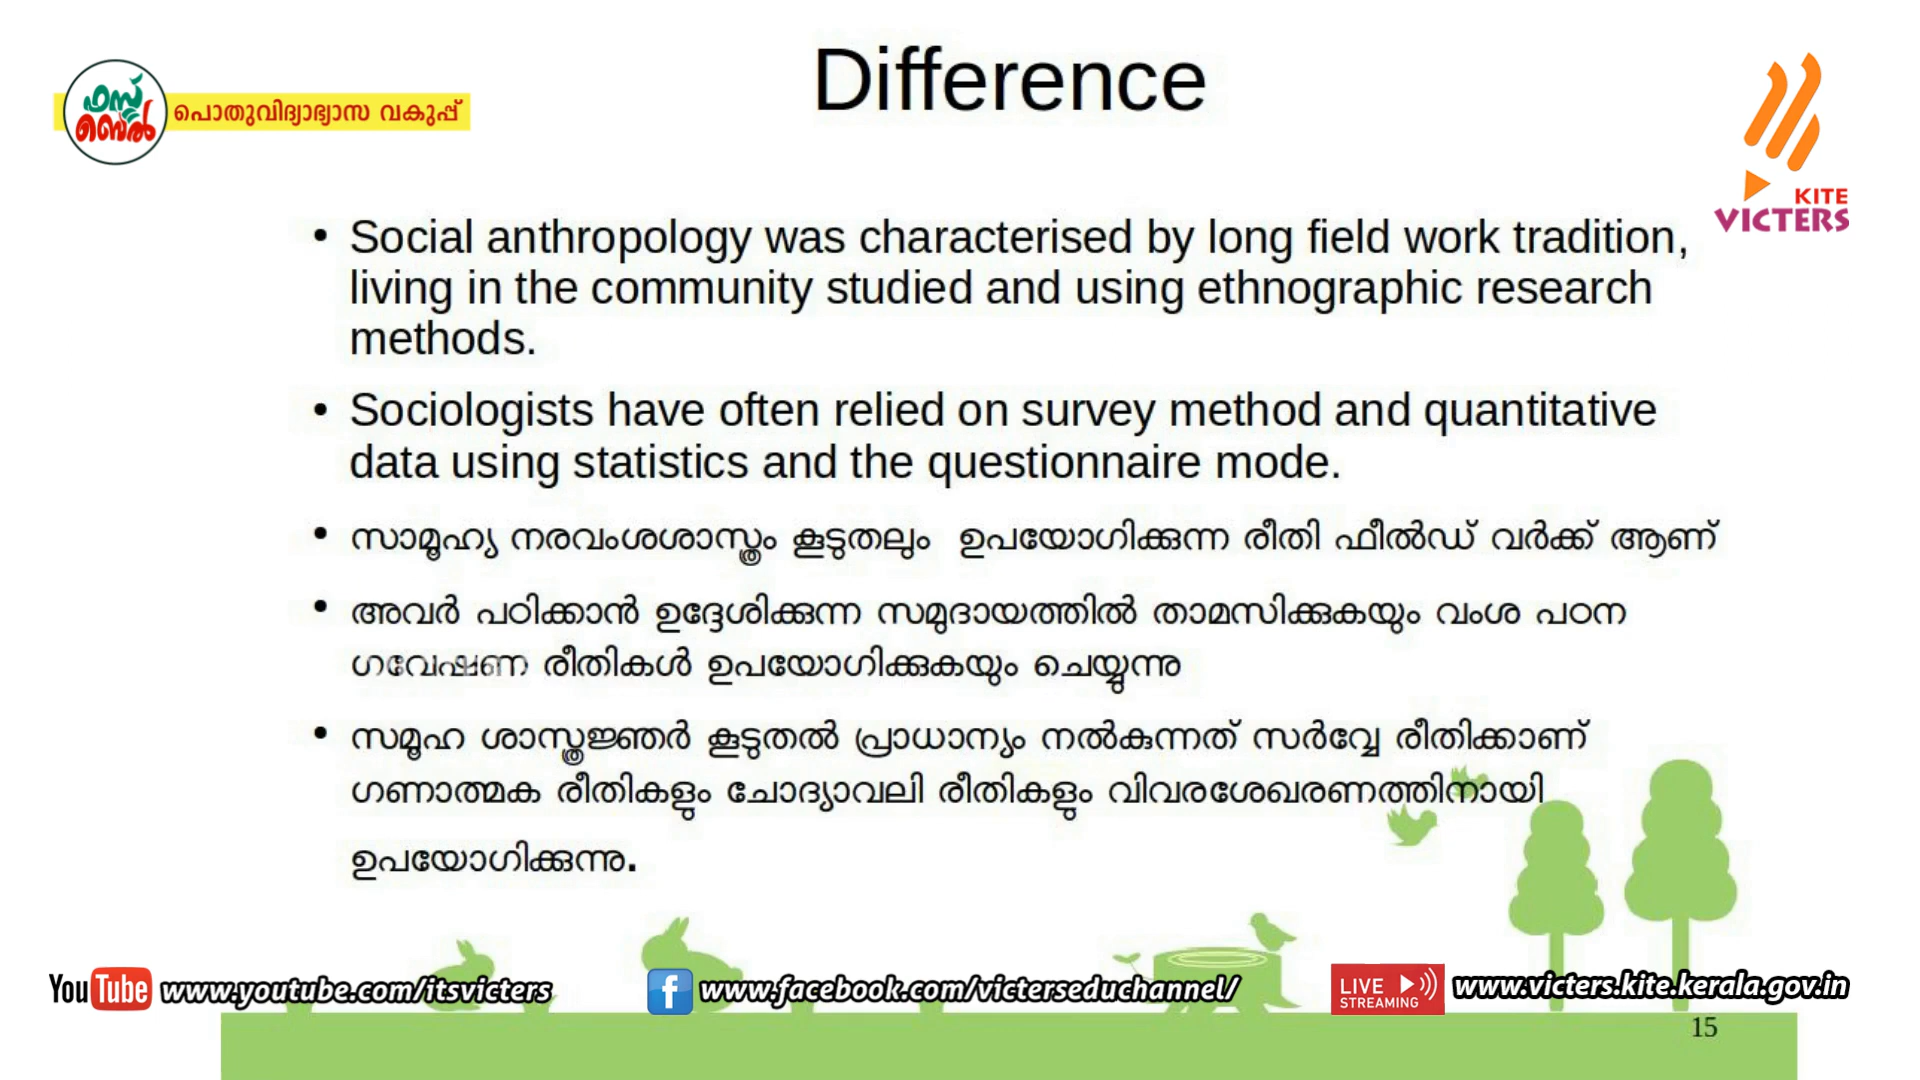 Difference
ഫസ്റ്റ്
ബെൽ
പൊതുവിദ്യാഭ്യാസ വകുപ്പ്
KITE
VICTERS
• Social anthropology was characterised by long field work tradition,
living in the community studied and using ethnographic research
methods.
• Sociologists have often relied on survey method and quantitative
data using statistics and the questionnaire mode.
• സാമൂഹ്യ നരവംശശാസ്ത്രം കൂടുതലും ഉപയോഗിക്കുന്ന രീതി ഫീൽഡ് വർക്ക് ആണ്
• അവർ പഠിക്കാൻ ഉദ്ദേശിക്കുന്ന സമുദായത്തിൽ താമസിക്കുകയും വംശ പഠന
ഗവേഷണ രീതികൾ ഉപയോഗിക്കുകയും ചെയ്യുന്നു
• സമൂഹ ശാസ്ത്രജ്ഞർ കൂടുതൽ പ്രാധാന്യം നൽകുന്നത് സർവ്വേ രീതിക്കാണ്
ഗണാത്മക രീതികളും ചോദ്യാവലി രീതികളും വിവരശേഖരണത്തിനായി
ഉപയോഗിക്കുന്നു.
YouTube www.youtube.com/itsvicters
f www.facebook.com/victerseduchannel/
LIVE
STREAMING
www.victers.kite.kerala.gov.in
15